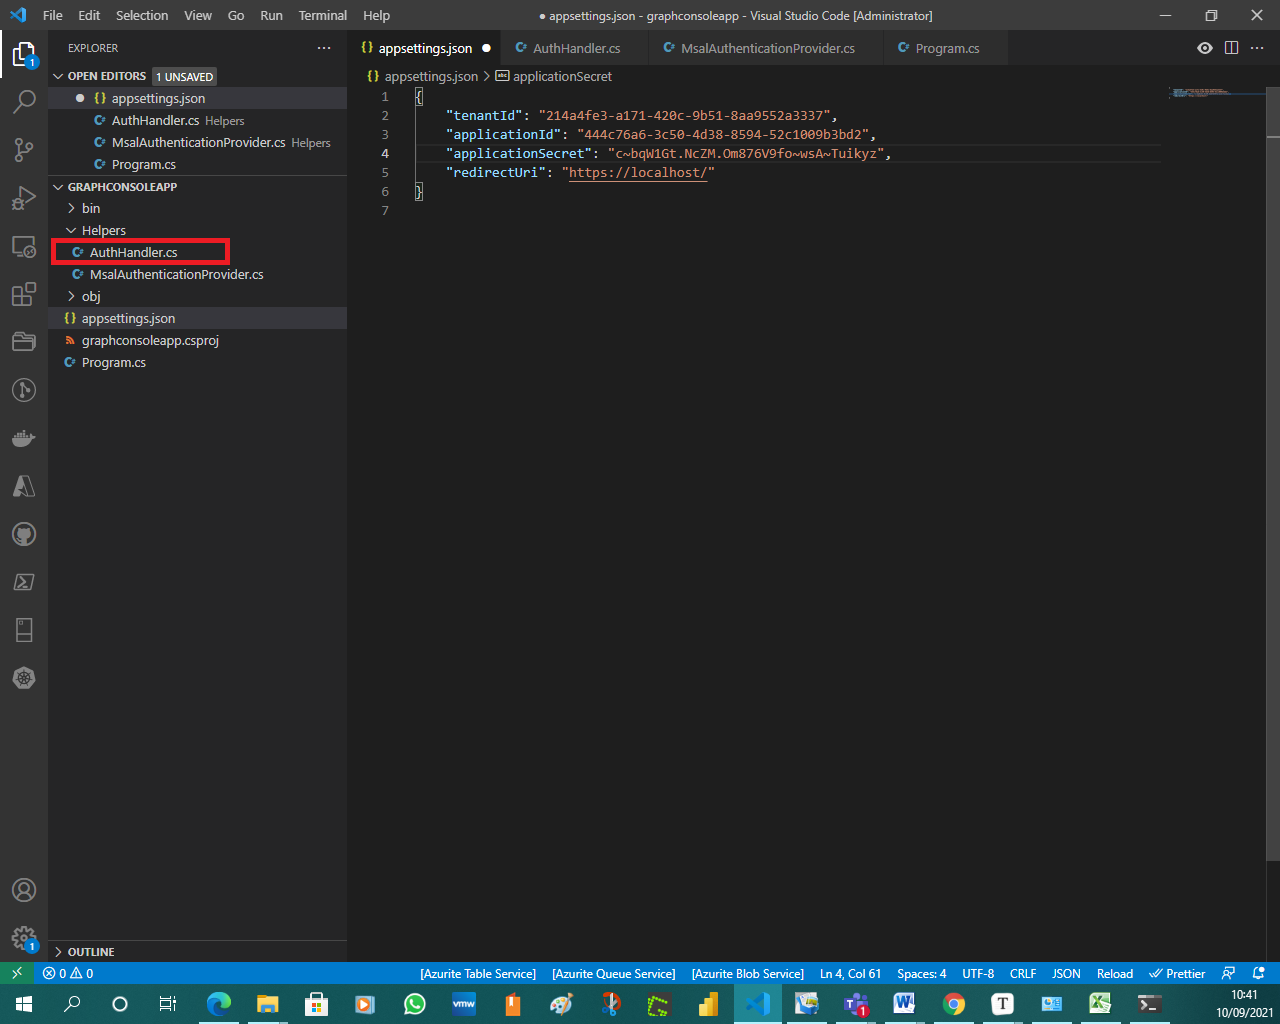 File Edit Selection View Go Run Terminal Help ● appsettings.json - graphconsoleapp - Visual Studio Code [Administrator]
EXPLORER
OPEN EDITORS 1 UNSAVED
appsettings.json
AuthHandler.cs Helpers
MsalAuthenticationProvider.cs Helpers
Program.cs
GRAPHCONSOLEAPP
bin
Helpers
AuthHandler.cs
MsalAuthenticationProvider.cs
obj
appsettings.json
graphconsoleapp.csproj
Program.cs
OUTLINE
appsettings.json AuthHandler.cs MsalAuthenticationProvider.cs Program.cs
appsettings.json > applicationSecret
1 {
2 "tenantId": "214a4fe3-a171-420c-9b51-8aa9552a3337",
3 "applicationId": "444c76a6-3c50-4d38-8594-52c1009b3bd2",
4 "applicationSecret": "c~bqW1Gt.NcZM.Om876V9fo~wsA~Tuikyz",
5 "redirectUri": "https://localhost/"
6 }
7
0 0 [Azurite Table Service] [Azurite Queue Service] [Azurite Blob Service] Ln 4, Col 61 Spaces: 4 UTF-8 CRLF JSON Reload Prettier
10:41
10/09/2021